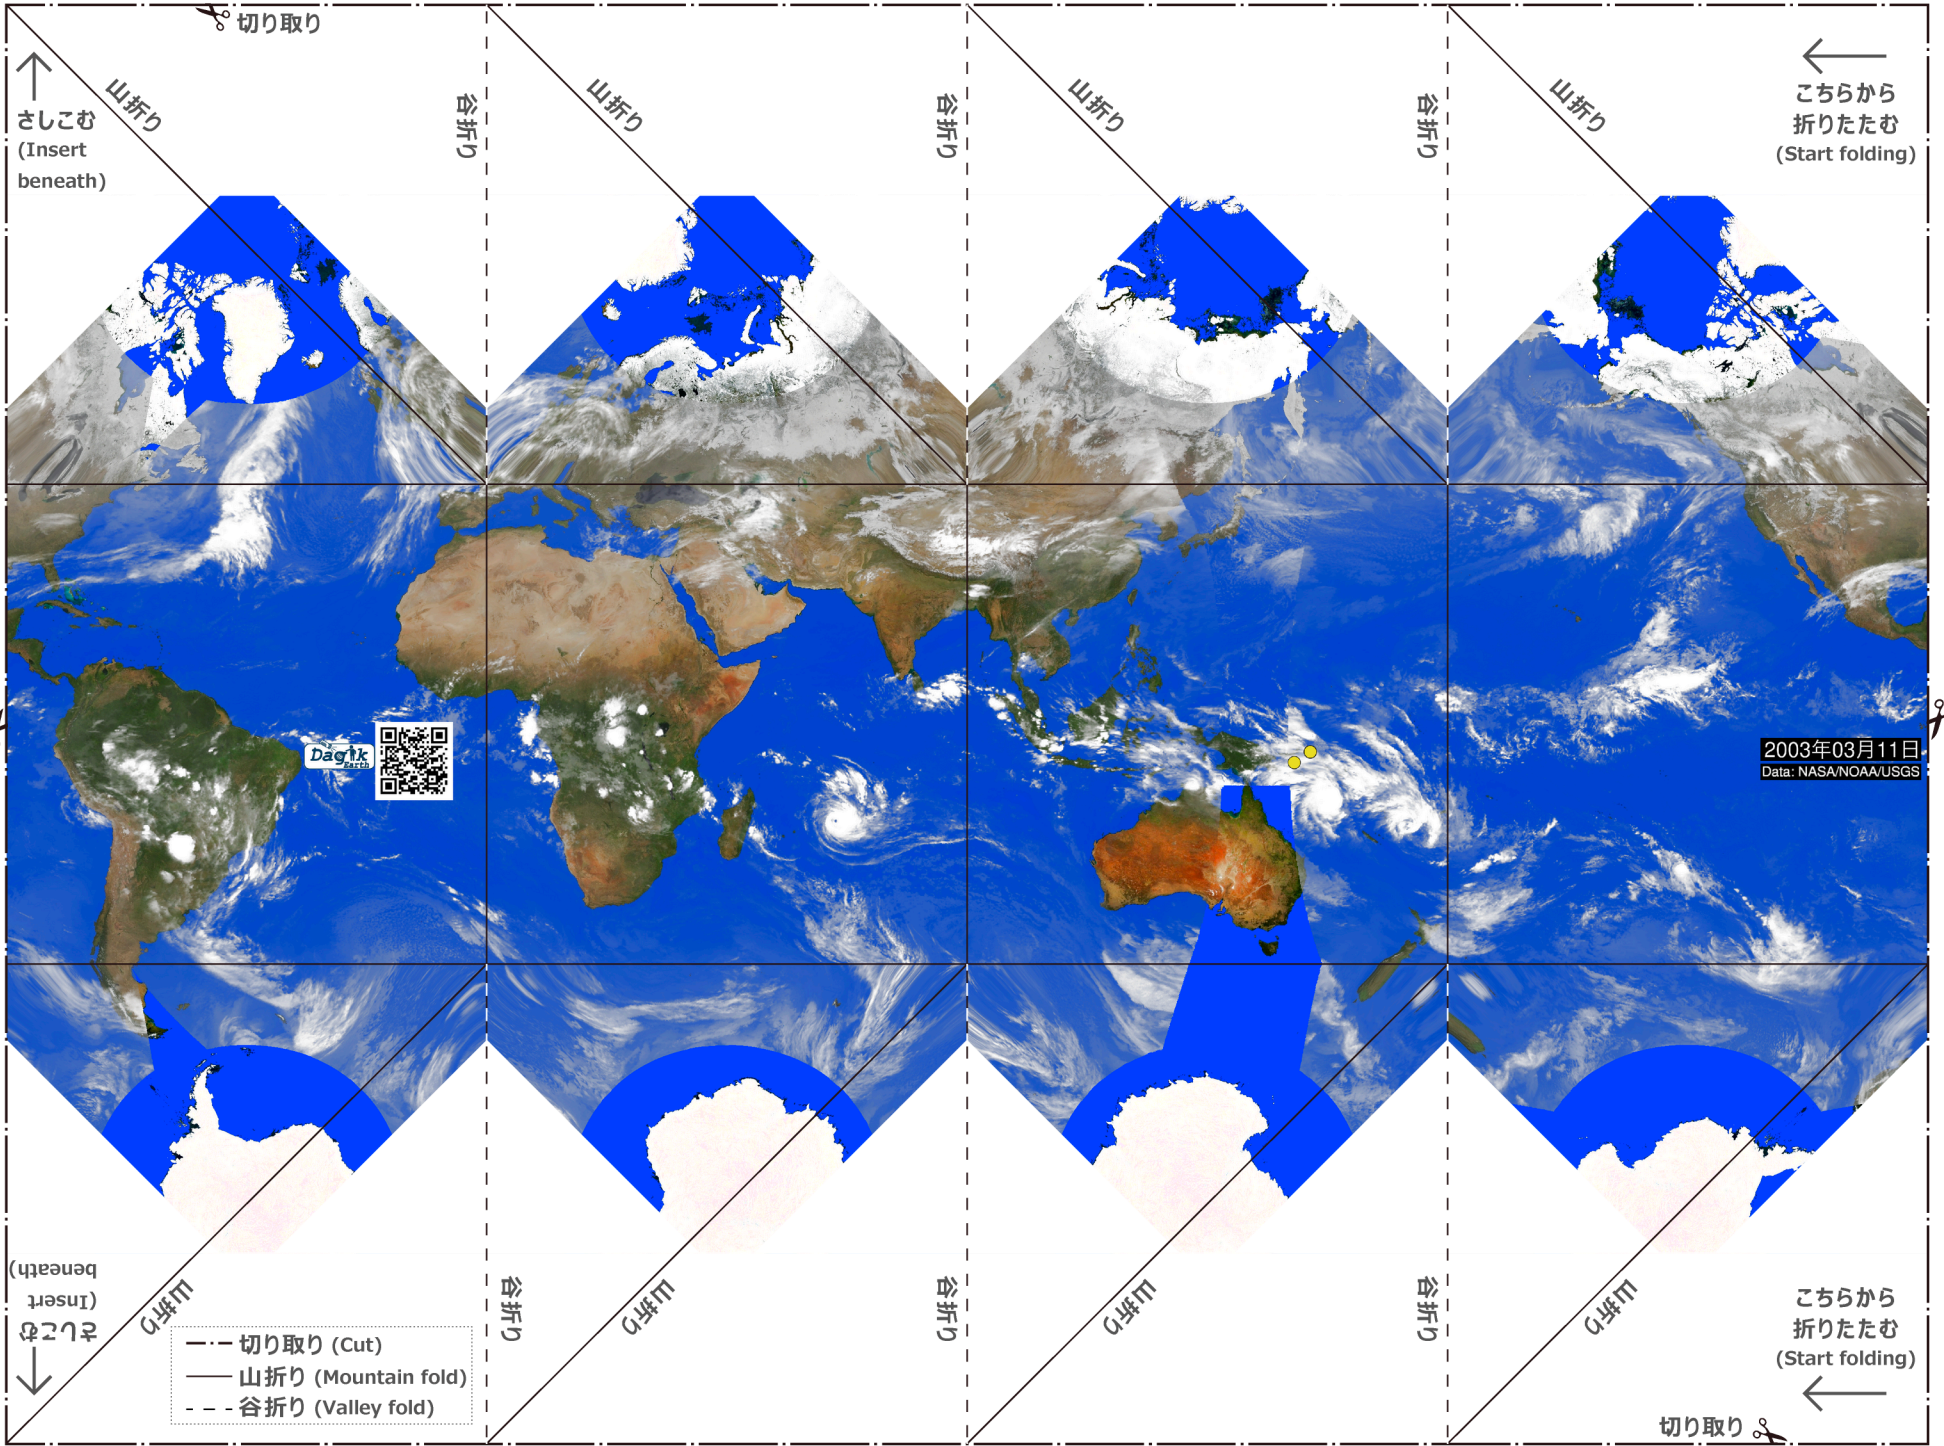 切り取り
山折り
谷折り
山折り
谷折り
山折り
谷折り
山折り
さしこむ
(Insert
beneath)
こちらから
折りたたむ
(Start folding)
Dagik
Earth
2003年03月11日
Data: NASA/NOAA/USGS
さしこむ
(Insert
beneath)
山折り
谷折り
山折り
谷折り
山折り
谷折り
山折り
切り取り (Cut)
山折り (Mountain fold)
谷折り (Valley fold)
こちらから
折りたたむ
(Start folding)
切り取り